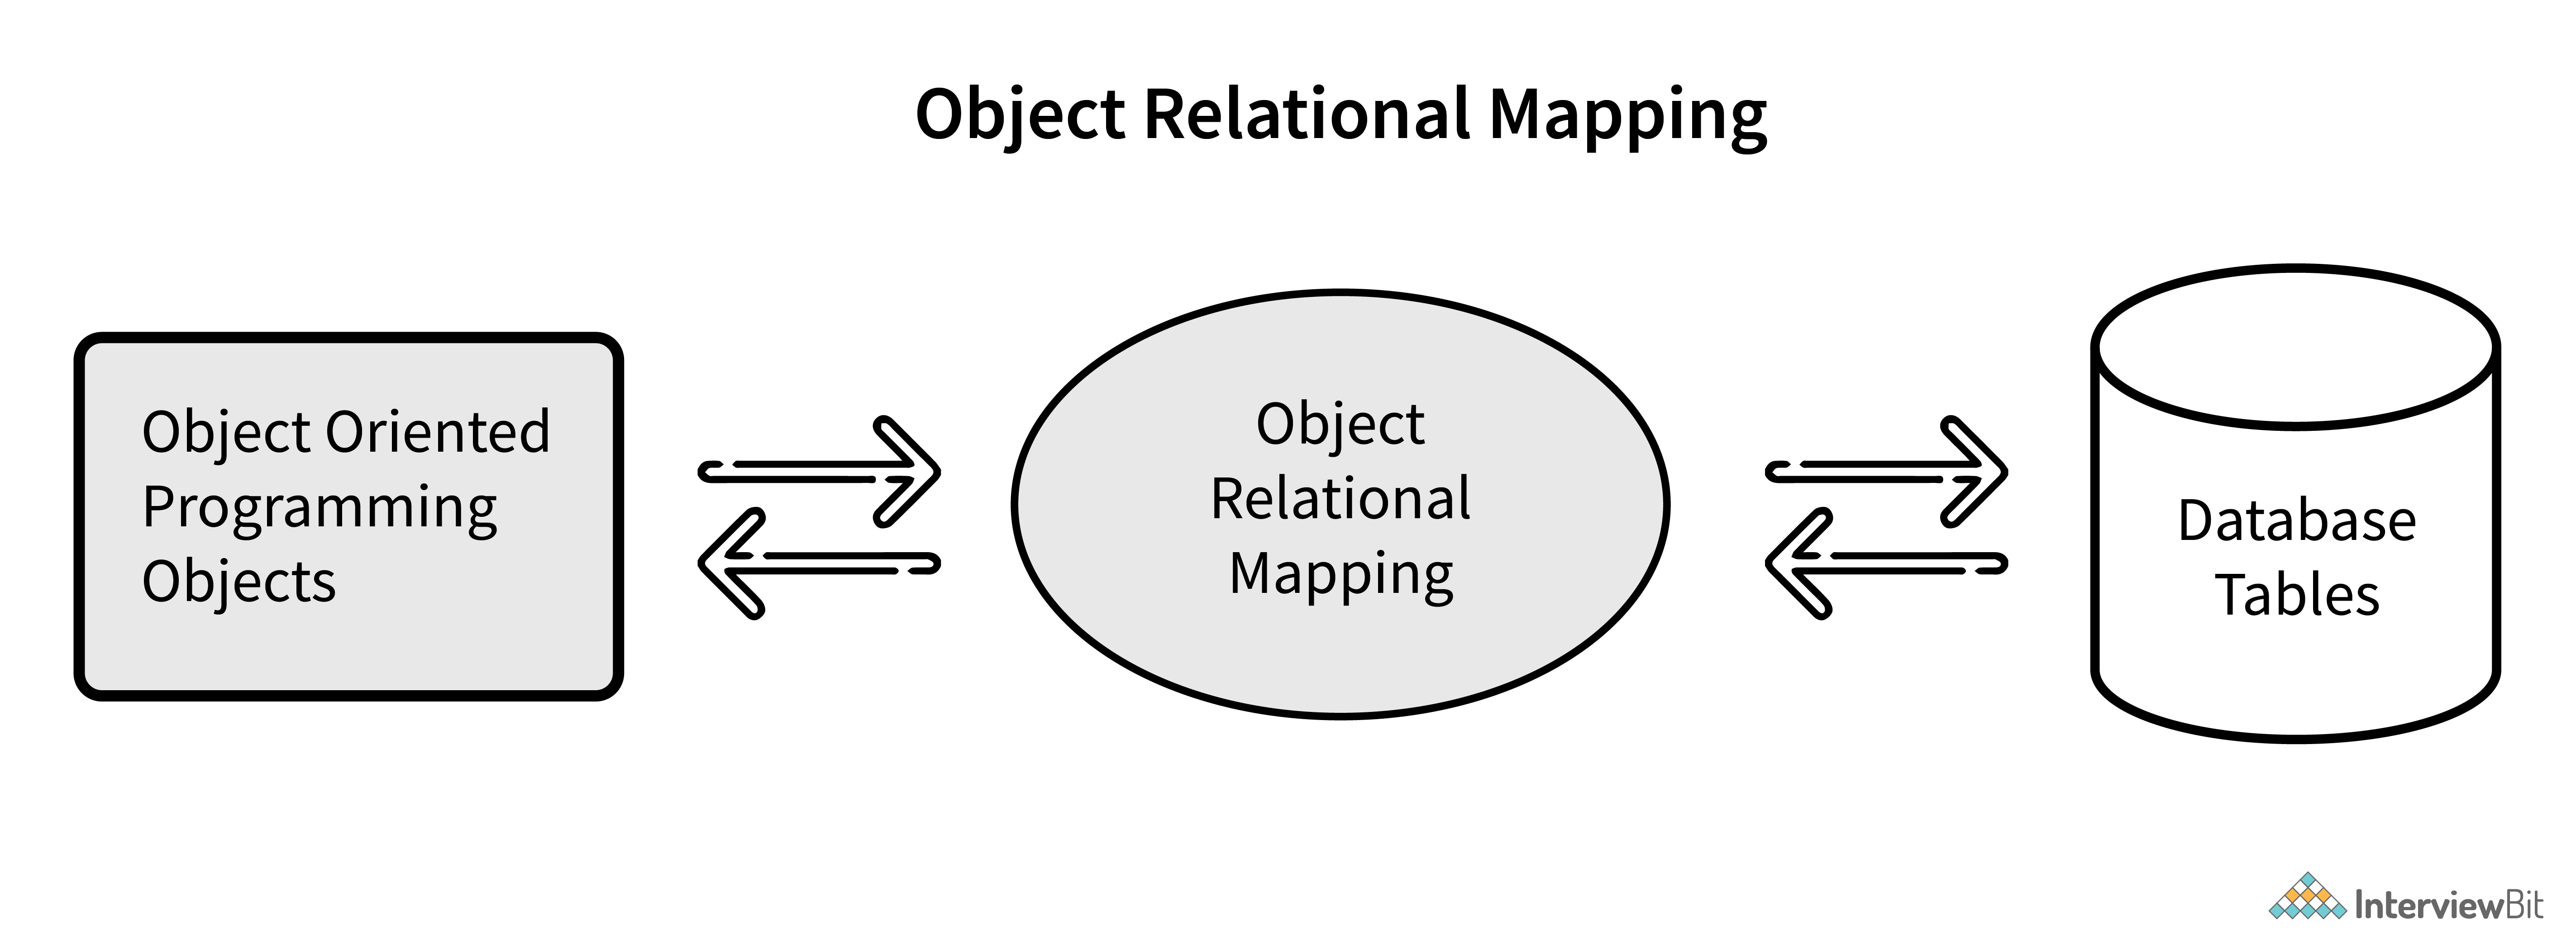 Object Relational Mapping
Object Oriented
Programming
Objects
Object
Relational
Mapping
Database
Tables
InterviewBit